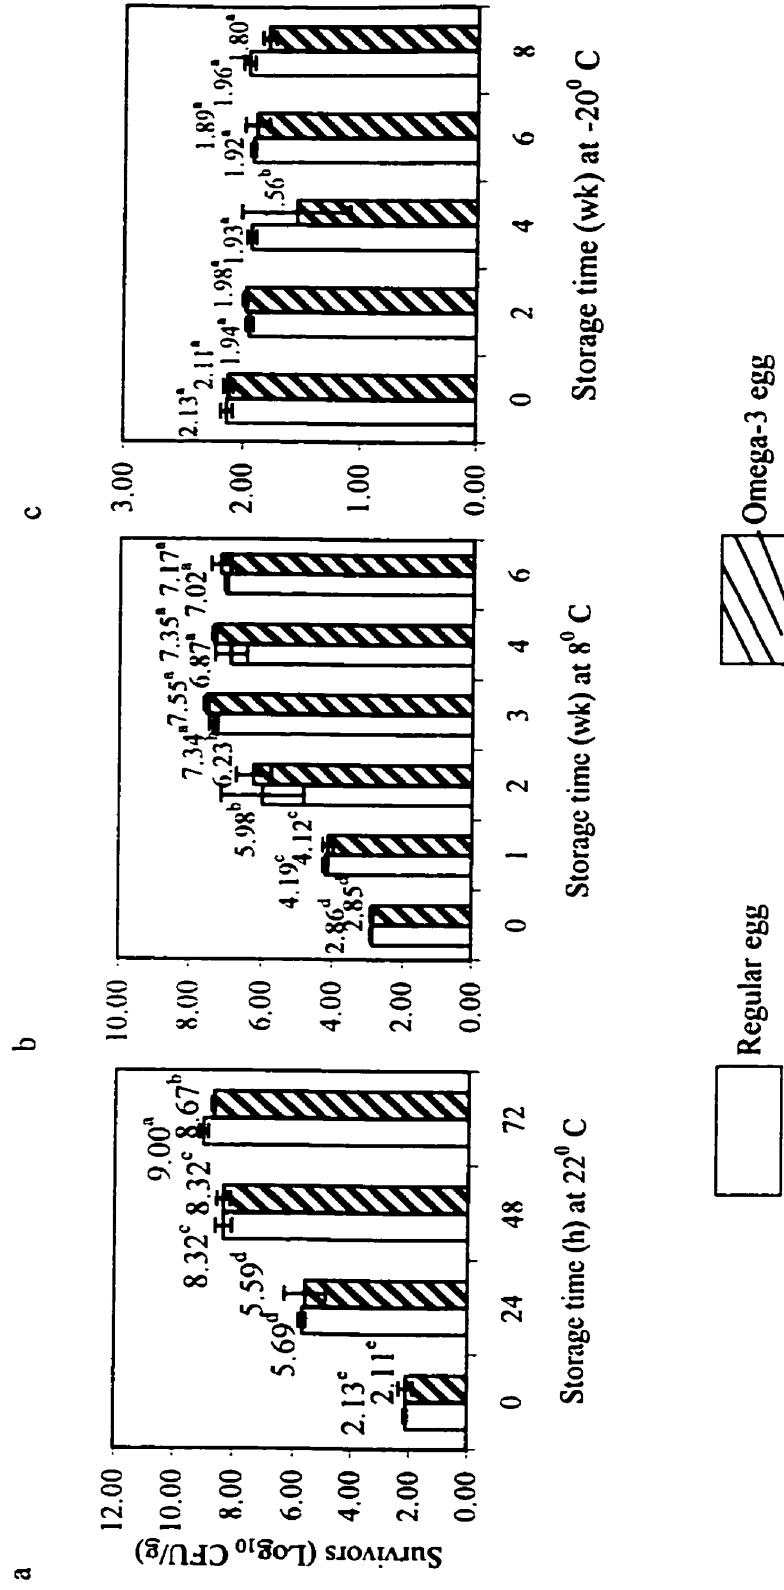 a
Survivors (Log₁₀ CFU/g)
12.00
10.00
8.00
6.00
4.00
2.00
0.00
2.13ᵉ
2.11ᵉ
5.69ᵈ
5.59ᵈ
8.32ᶜ
8.32ᶜ
9.00ᵃ
8.67ᵇ
0 24 48 72
Storage time (h) at 22⁰ C
b
10.00
8.00
6.00
4.00
2.00
0.00
2.86ᵈ
2.85ᵈ
4.19ᶜ
4.12ᶜ
5.98ᵇ
6.23
7.34ᵃ
7.55ᵃ
6.87ᵃ
7.35ᵃ
7.02ᵃ
7.17ᵃ
0 1 2 3 4 6
Storage time (wk) at 8⁰ C
c
3.00
2.00
1.00
0.00
2.13ᵃ
2.11ᵃ
1.94ᵃ
1.98ᵃ
1.93ᵃ
.56ᵇ
1.92ᵃ
1.89ᵃ
1.96ᵃ
.80ᵃ
0 2 4 6 8
Storage time (wk) at -20⁰ C
Regular egg
Omega-3 egg